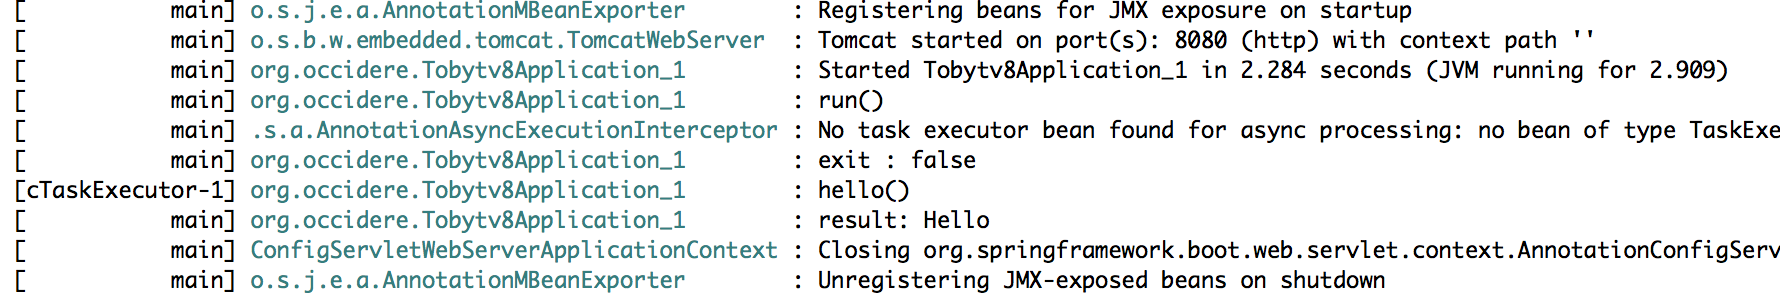 [           main] o.s.j.e.a.AnnotationMBeanExporter        : Registering beans for JMX exposure on startup
[           main] o.s.b.w.embedded.tomcat.TomcatWebServer  : Tomcat started on port(s): 8080 (http) with context path ''
[           main] org.occidere.Tobytv8Application_1        : Started Tobytv8Application_1 in 2.284 seconds (JVM running for 2.909)
[           main] org.occidere.Tobytv8Application_1        : run()
[           main] .s.a.AnnotationAsyncExecutionInterceptor : No task executor bean found for async processing: no bean of type TaskExe
[           main] org.occidere.Tobytv8Application_1        : exit : false
[cTaskExecutor-1] org.occidere.Tobytv8Application_1        : hello()
[           main] org.occidere.Tobytv8Application_1        : result: Hello
[           main] ConfigServletWebServerApplicationContext : Closing org.springframework.boot.web.servlet.context.AnnotationConfigServ
[           main] o.s.j.e.a.AnnotationMBeanExporter        : Unregistering JMX-exposed beans on shutdown